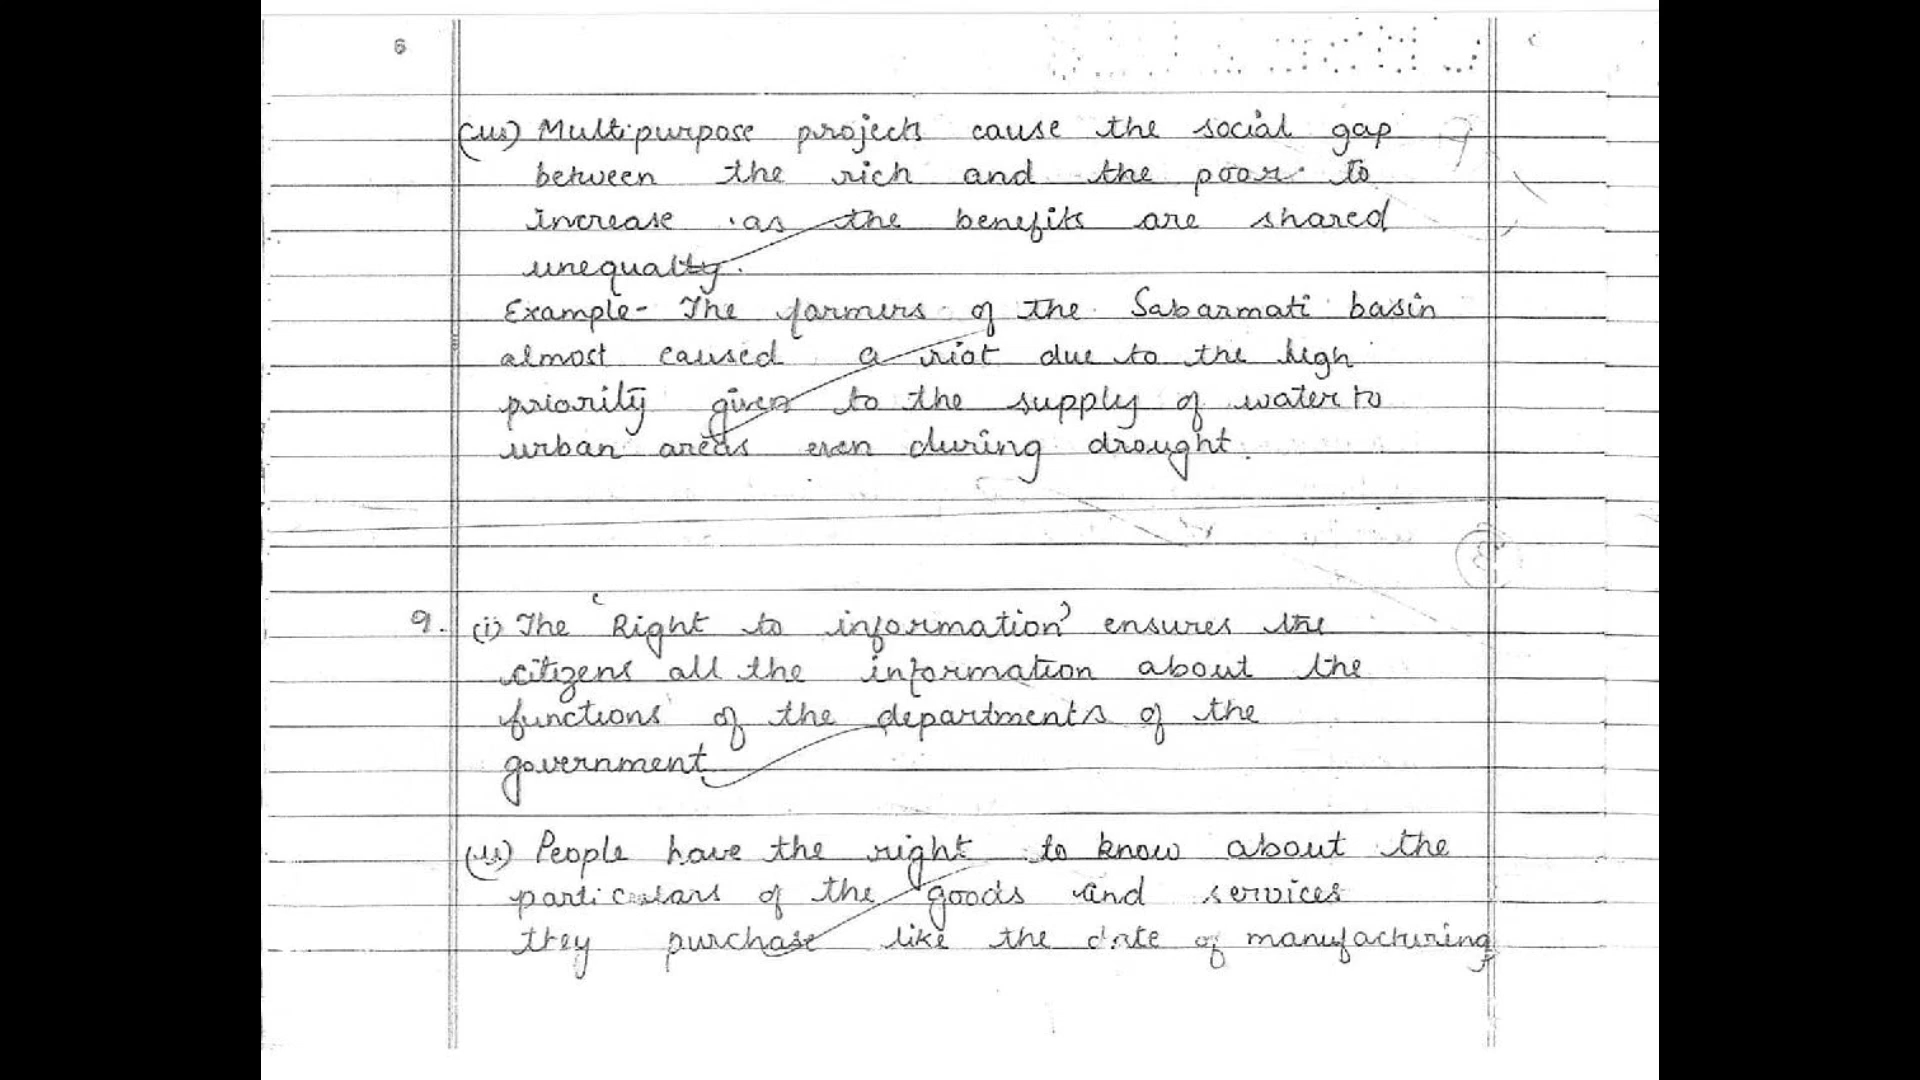 6
(iii) Multipurpose projects cause the social gap
between the rich and the poor to
increase as the benefits are shared
unequally.
Example- The farmers of the Sabarmati basin
almost caused a riot due to the high
priority given to the supply of water to
urban areas even during drought.
9. (i) The 'Right to information' ensures the
citizens all the information about the
functions of the departments of the
government
(ii) People have the right to know about the
particulars of the goods and services
they purchase like the date of manufacturing